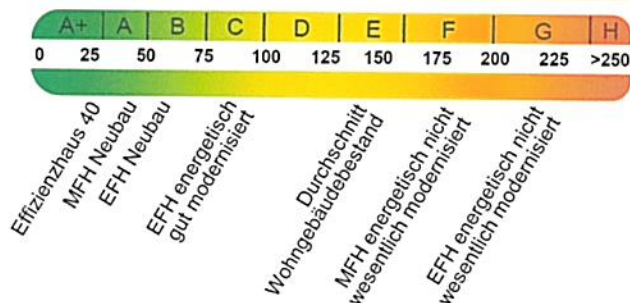 A+ A B C D E F G H
0 25 50 75 100 125 150 175 200 225 >250
Effizienzhaus 40
MFH Neubau
EFH Neubau
EFH energetisch
gut modernisiert
Durchschnitt
Wohngebäudebestand
MFH energetisch nicht
wesentlich modernisiert
EFH energetisch nicht
wesentlich modernisiert